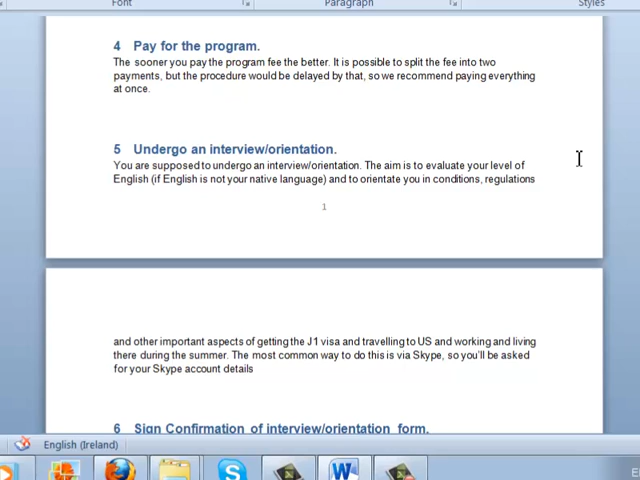 Font
Paragraph
Styles
4 Pay for the program.
The sooner you pay the program fee the better. It is possible to split the fee into two
payments, but the procedure would be delayed by that, so we recommend paying everything
at once.
5 Undergo an interview/orientation.
You are supposed to undergo an interview/orientation. The aim is to evaluate your level of
English (if English is not your native language) and to orientate you in conditions, regulations
1
and other important aspects of getting the J1 visa and travelling to US and working and living
there during the summer. The most common way to do this is via Skype, so you'll be asked
for your Skype account details
6 Sign Confirmation of interview/orientation form.
English (Ireland)